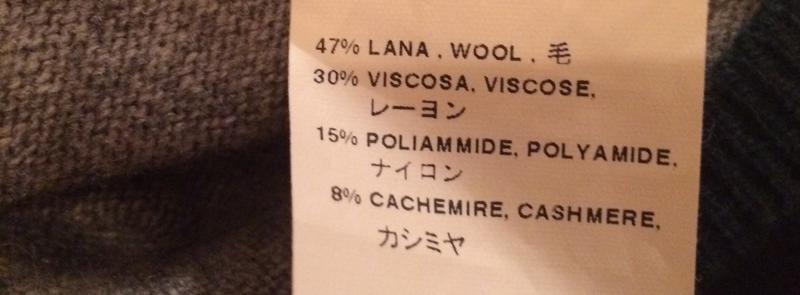 47% LANA , WOOL , 毛
30% VISCOSA, VISCOSE,
レーヨン
15% POLIAMMIDE, POLYAMIDE,
ナイロン
8% CACHEMIRE, CASHMERE,
カシミヤ